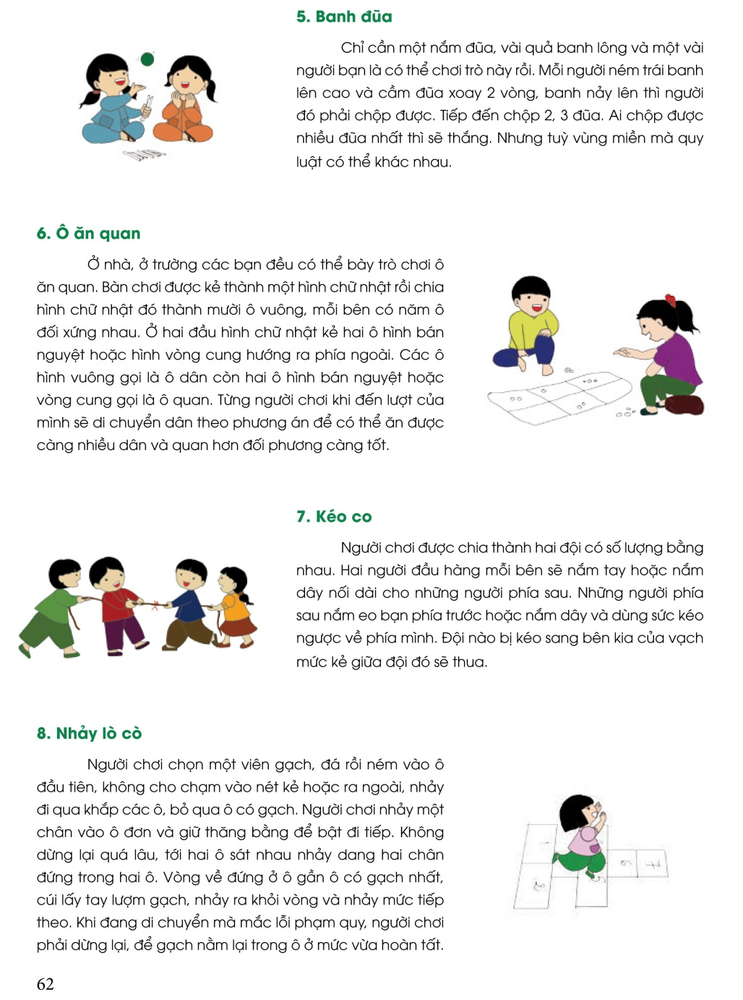 5. Banh đũa
Chỉ cần một nắm đũa, vài quả banh lông và một vài
người bạn là có thể chơi trò này rồi. Mỗi người ném trái banh
lên cao và cầm đũa xoay 2 vòng, banh nảy lên thì người
đó phải chộp được. Tiếp đến chộp 2, 3 đũa. Ai chộp được
nhiều đũa nhất thì sẽ thắng. Nhưng tuỳ vùng miền mà quy
luật có thể khác nhau.
6. Ô ăn quan
Ở nhà, ở trường các bạn đều có thể bày trò chơi ô
ăn quan. Bàn chơi được kẻ thành một hình chữ nhật rồi chia
hình chữ nhật đó thành mười ô vuông, mỗi bên có năm ô
đối xứng nhau. Ở hai đầu hình chữ nhật kẻ hai ô hình bán
nguyệt hoặc hình vòng cung hướng ra phía ngoài. Các ô
hình vuông gọi là ô dân còn hai ô hình bán nguyệt hoặc
vòng cung gọi là ô quan. Từng người chơi khi đến lượt của
mình sẽ di chuyển dân theo phương án để có thể ăn được
càng nhiều dân và quan hơn đối phương càng tốt.
7. Kéo co
Người chơi được chia thành hai đội có số lượng bằng
nhau. Hai người đầu hàng mỗi bên sẽ nắm tay hoặc nắm
dây nối dài cho những người phía sau. Những người phía
sau nắm eo bạn phía trước hoặc nắm dây và dùng sức kéo
ngược về phía mình. Đội nào bị kéo sang bên kia của vạch
mức kẻ giữa đội đó sẽ thua.
8. Nhảy lò cò
Người chơi chọn một viên gạch, đá rồi ném vào ô
đầu tiên, không cho chạm vào nét kẻ hoặc ra ngoài, nhảy
đi qua khắp các ô, bỏ qua ô có gạch. Người chơi nhảy một
chân vào ô đơn và giữ thăng bằng để bật đi tiếp. Không
dừng lại quá lâu, tới hai ô sát nhau nhảy dang hai chân
đứng trong hai ô. Vòng về đứng ở ô gần ô có gạch nhất,
cúi lấy tay lượm gạch, nhảy ra khỏi vòng và nhảy mức tiếp
theo. Khi đang di chuyển mà mắc lỗi phạm quy, người chơi
phải dừng lại, để gạch nằm lại trong ô ở mức vừa hoàn tất.
62